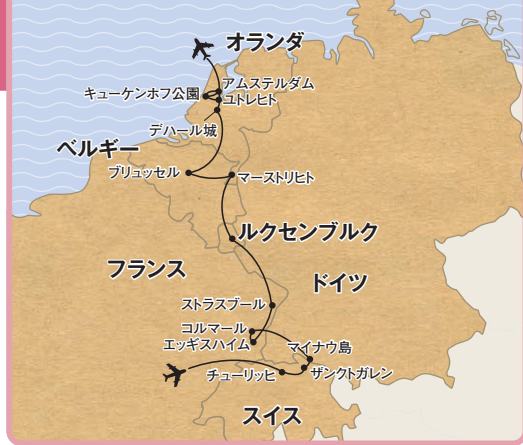 オランダ
アムステルダム
キューケンホフ公園
ユトレヒト
デハール城
ベルギー
ブリュッセル
マーストリヒト
ルクセンブルク
フランス
ドイツ
ストラスブール
コルマール
エッギスハイム
マイナウ島
チューリッヒ
ザンクトガレン
スイス